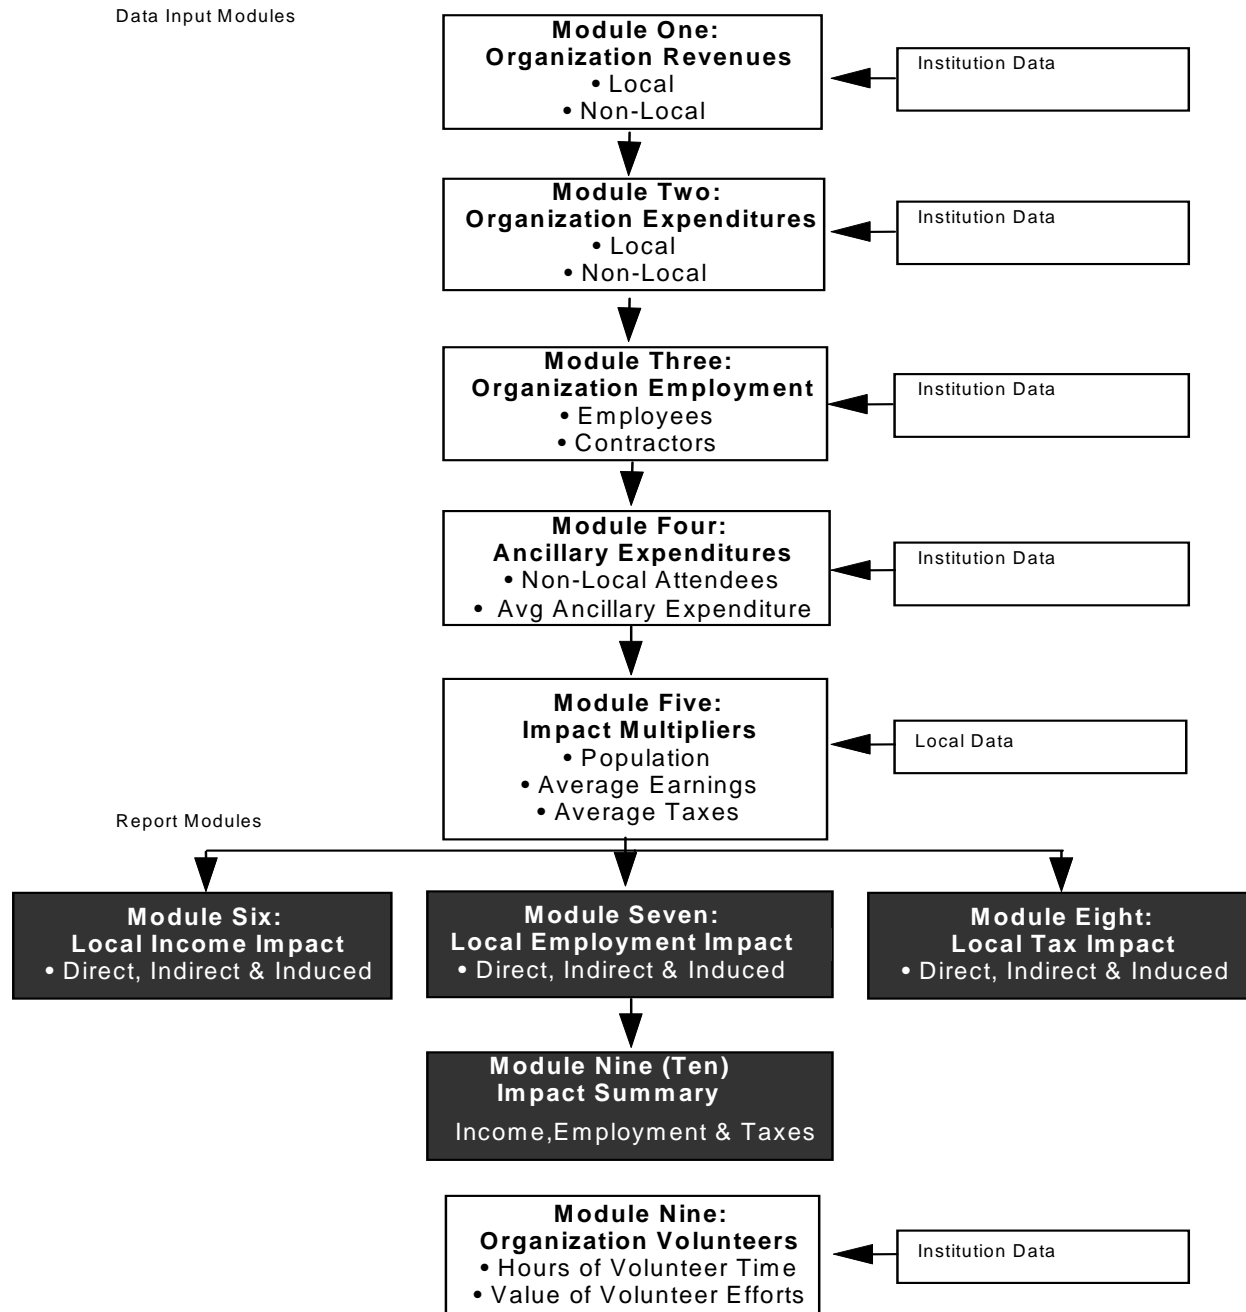 Data Input Modules
Module One:
Organization Revenues
• Local
• Non-Local
Institution Data
Module Two:
Organization Expenditures
• Local
• Non-Local
Institution Data
Module Three:
Organization Employment
• Employees
• Contractors
Institution Data
Module Four:
Ancillary Expenditures
• Non-Local Attendees
• Avg Ancillary Expenditure
Institution Data
Module Five:
Impact Multipliers
• Population
• Average Earnings
• Average Taxes
Local Data
Report Modules
Module Six:
Local Income Impact
• Direct, Indirect & Induced
Module Seven:
Local Employment Impact
• Direct, Indirect & Induced
Module Eight:
Local Tax Impact
• Direct, Indirect & Induced
Module Nine (Ten)
Impact Summary
Income,Employment & Taxes
Module Nine:
Organization Volunteers
• Hours of Volunteer Time
• Value of Volunteer Efforts
Institution Data